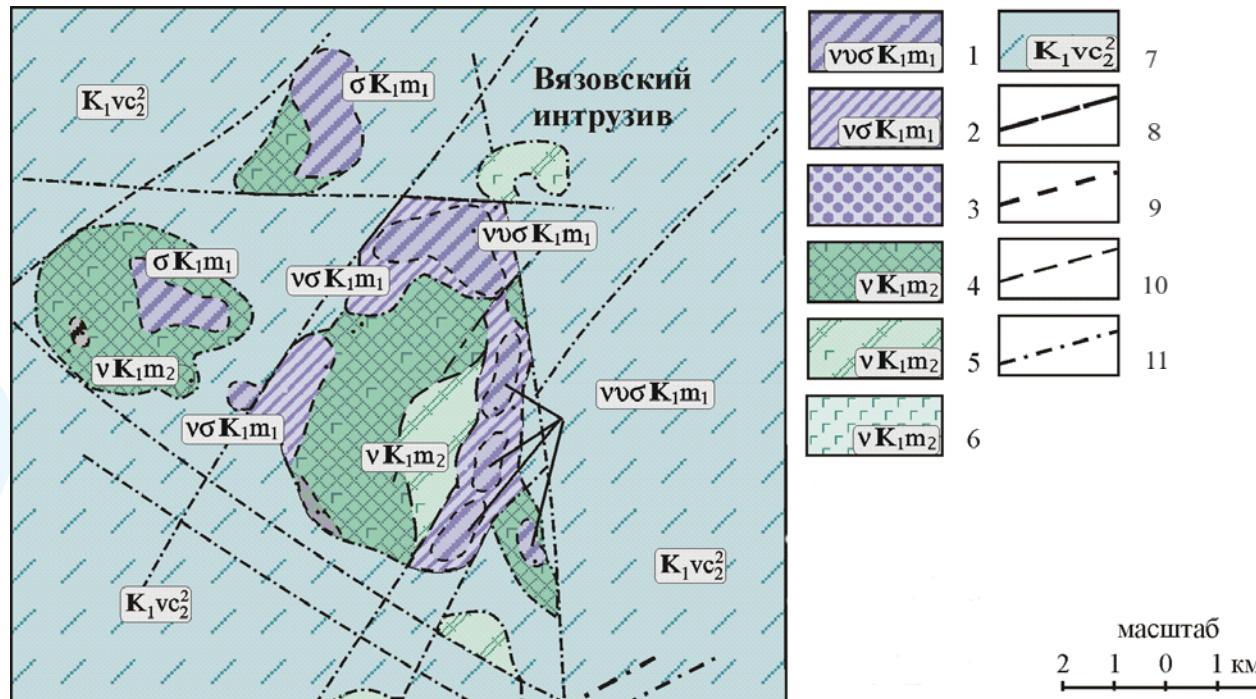 Вязовский
интрузив
K₁vc₂²
σK₁m₁
νυσK₁m₁
σK₁m₁
νσK₁m₁
νK₁m₂
νσK₁m₁
νK₁m₂
νυσK₁m₁
K₁vc₂²
K₁vc₂²
νυσK₁m₁ 1
νσK₁m₁ 2
3
νK₁m₂ 4
νK₁m₂ 5
νK₁m₂ 6
K₁vc₂² 7
8
9
10
11
масштаб
2 1 0 1 км